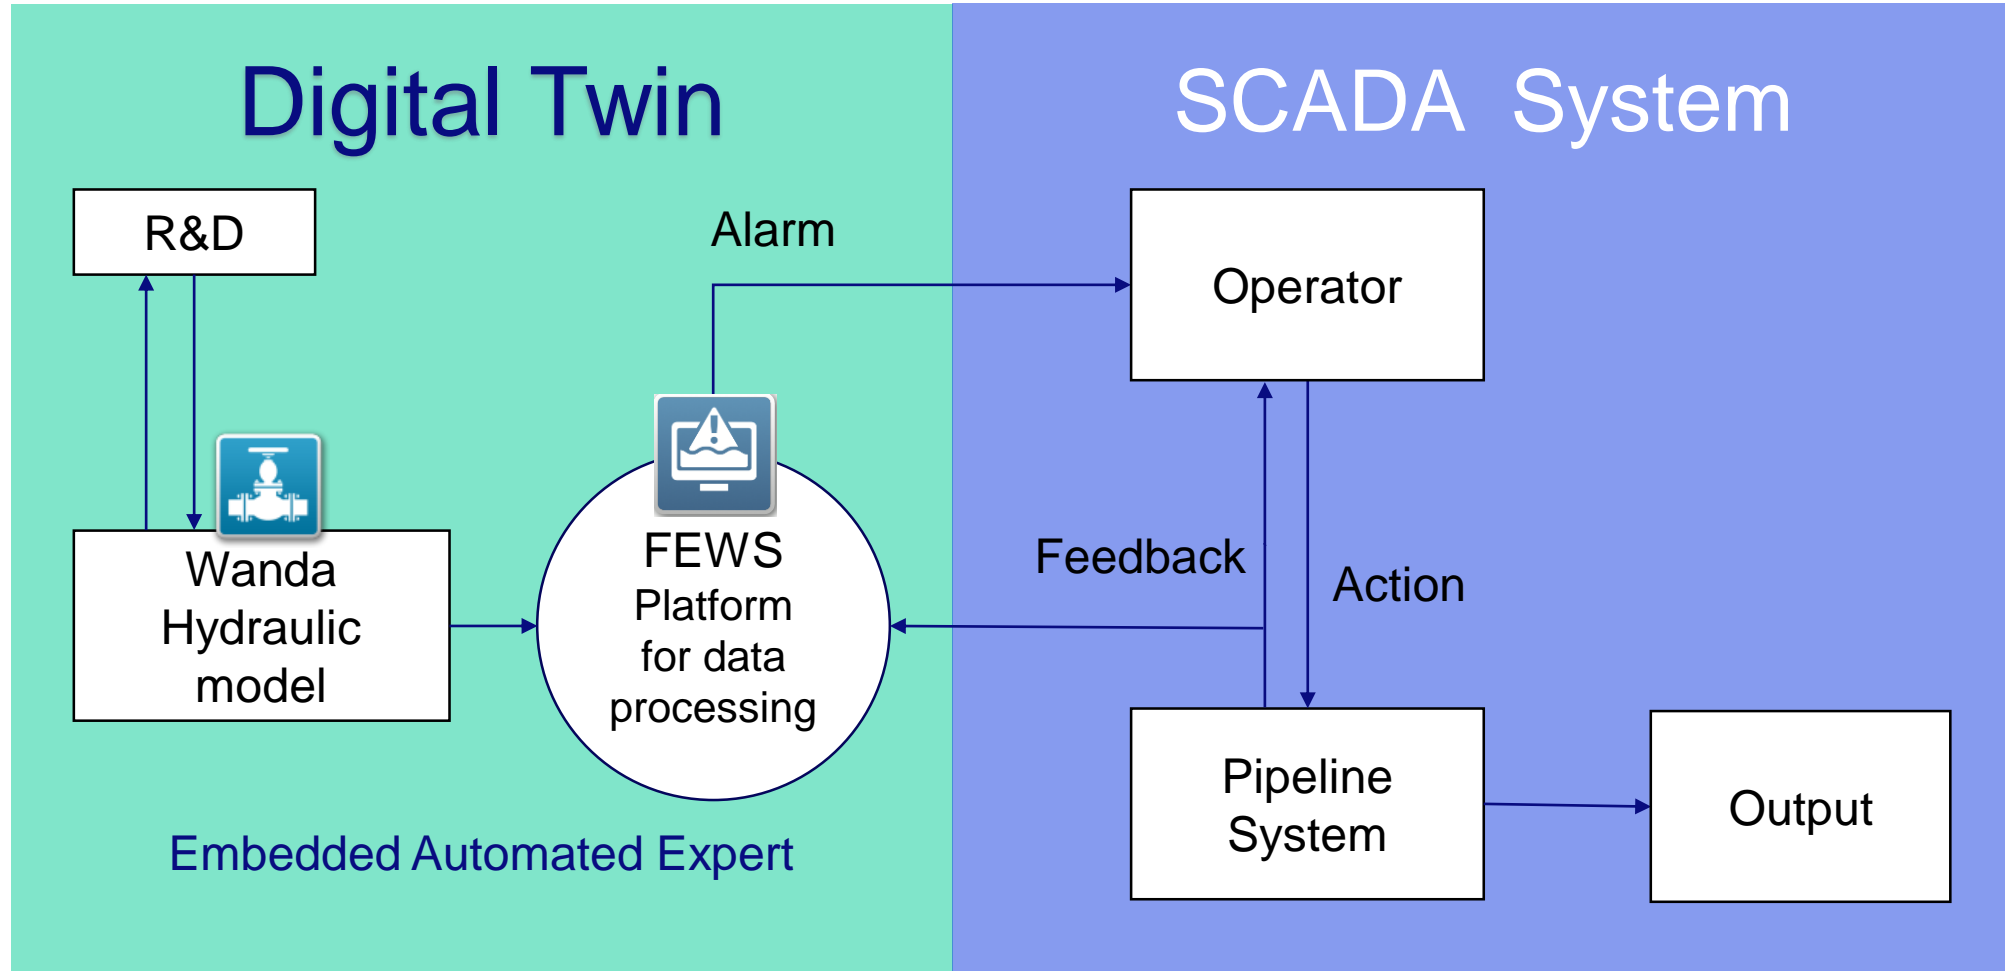 Digital Twin
SCADA System
R&D
Alarm
Operator
Wanda
Hydraulic
model
FEWS
Platform
for data
processing
Feedback
Action
Pipeline
System
Output
Embedded Automated Expert